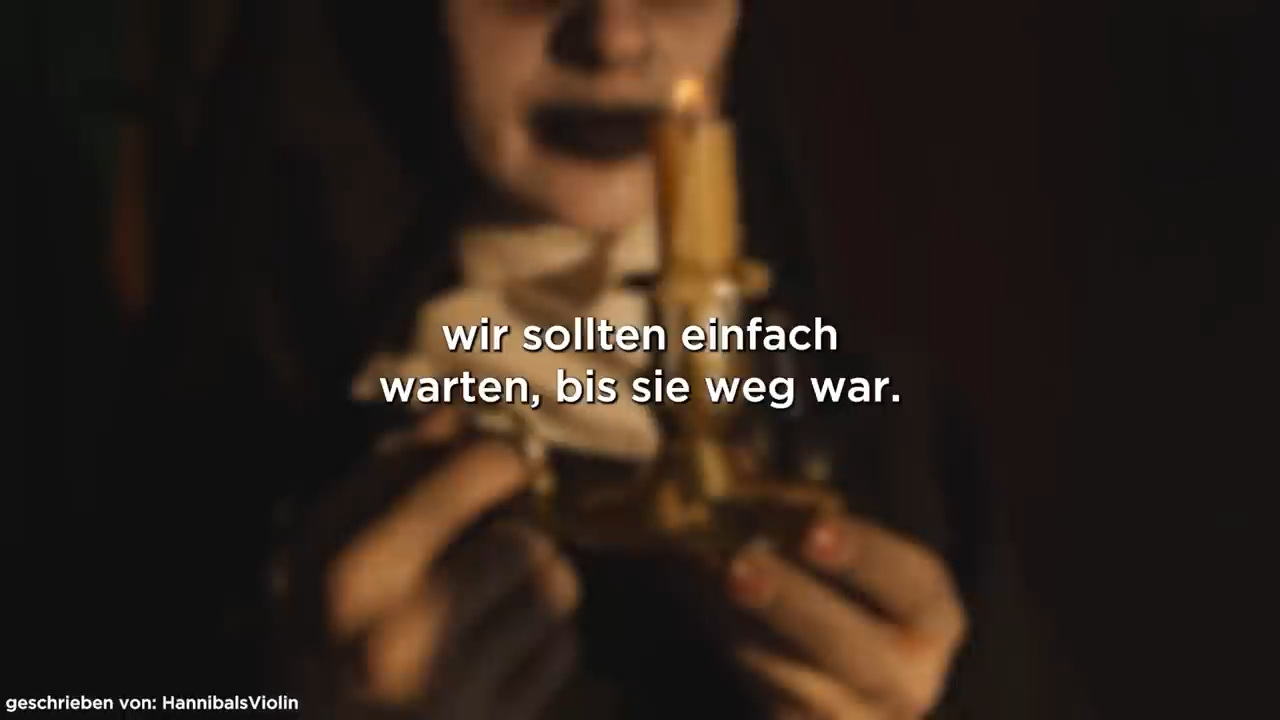 wir sollten einfach
warten, bis sie weg war.
geschrieben von: HannibalsViolin